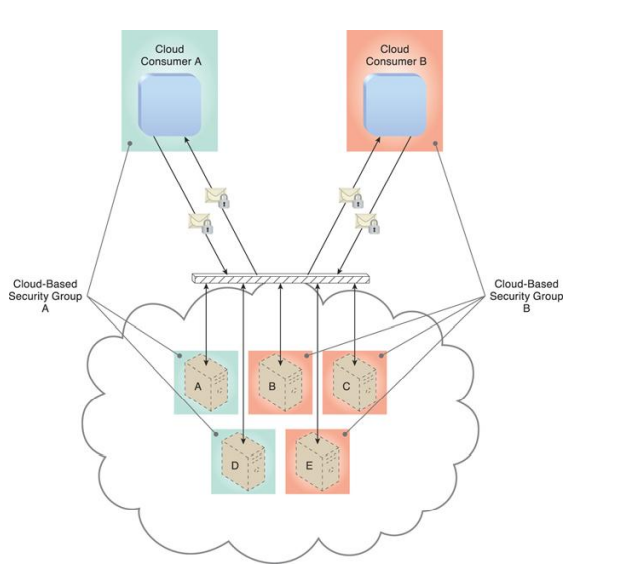 Cloud
Consumer A
Cloud
Consumer B
Cloud-Based
Security Group
A
Cloud-Based
Security Group
B
A
B
C
D
E